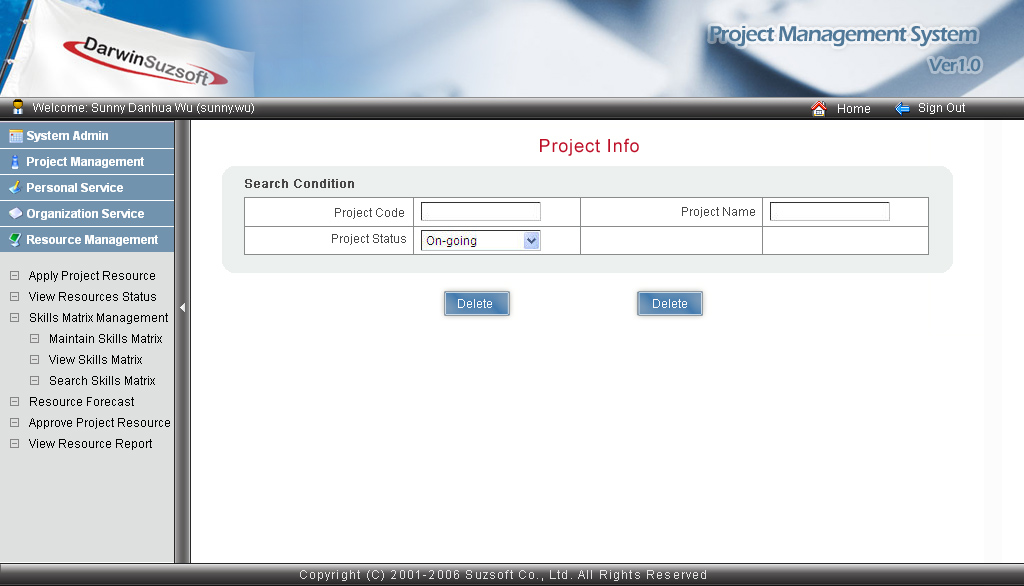 DarwinSuzsoft
Project Management System
Ver1.0
Welcome: Sunny Danhua Wu (sunny.wu)
Home
Sign Out
System Admin
Project Management
Personal Service
Organization Service
Resource Management
Apply Project Resource
View Resources Status
Skills Matrix Management
Maintain Skills Matrix
View Skills Matrix
Search Skills Matrix
Resource Forecast
Approve Project Resource
View Resource Report
Project Info
Search Condition
Project Code
Project Name
Project Status
On-going
Delete
Delete
Copyright (C) 2001-2006 Suzsoft Co., Ltd. All Rights Reserved